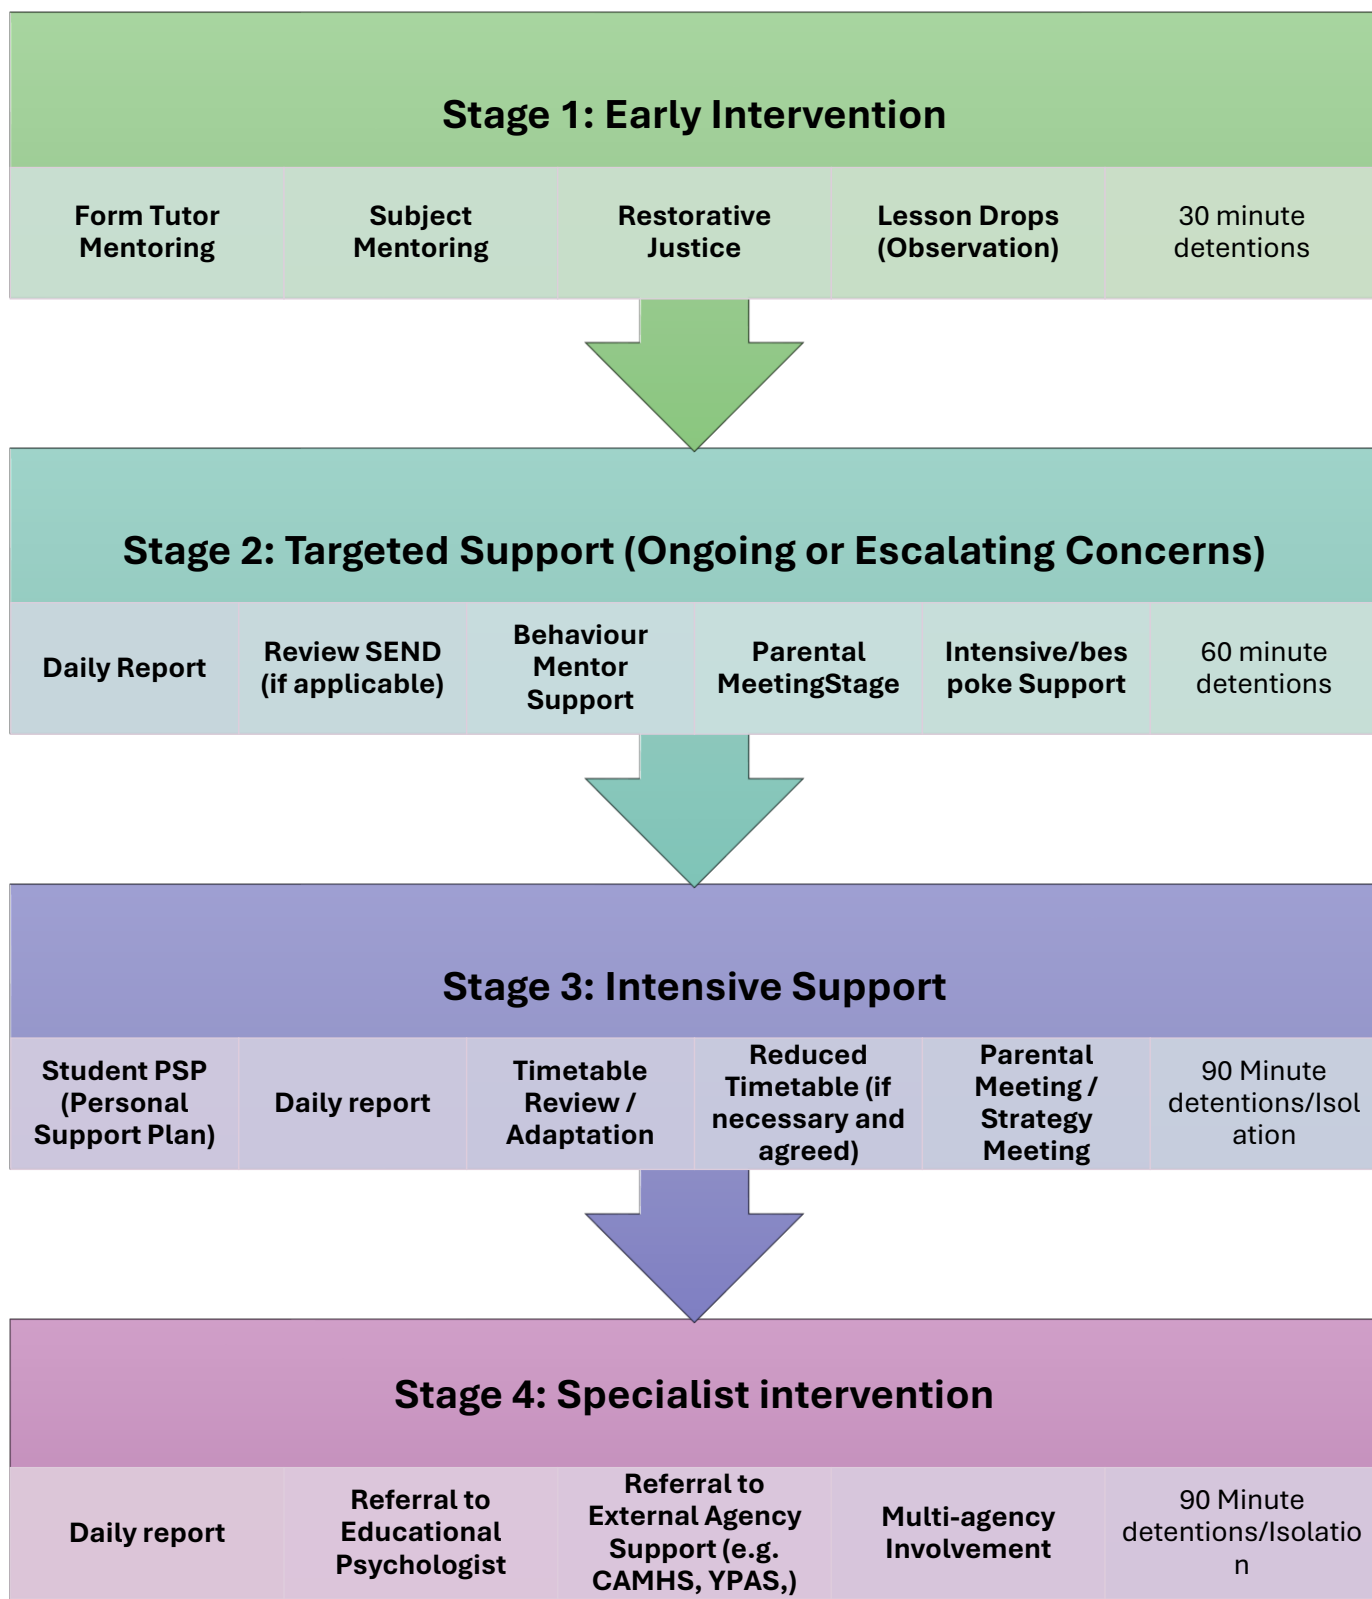 Stage 1: Early Intervention
Form Tutor
Mentoring
Subject
Mentoring
Restorative
Justice
Lesson Drops
(Observation)
30 minute
detentions
Stage 2: Targeted Support (Ongoing or Escalating Concerns)
Daily Report
Review SEND
(if applicable)
Behaviour
Mentor
Support
Parental
MeetingStage
Intensive/bes
poke Support
60 minute
detentions
Stage 3: Intensive Support
Student PSP
(Personal
Support Plan)
Daily report
Timetable
Review /
Adaptation
Reduced
Timetable (if
necessary and
agreed)
Parental
Meeting /
Strategy
Meeting
90 Minute
detentions/Isol
ation
Stage 4: Specialist intervention
Daily report
Referral to
Educational
Psychologist
Referral to
External Agency
Support (e.g.
CAMHS, YPAS,)
Multi-agency
Involvement
90 Minute
detentions/Isolatio
n